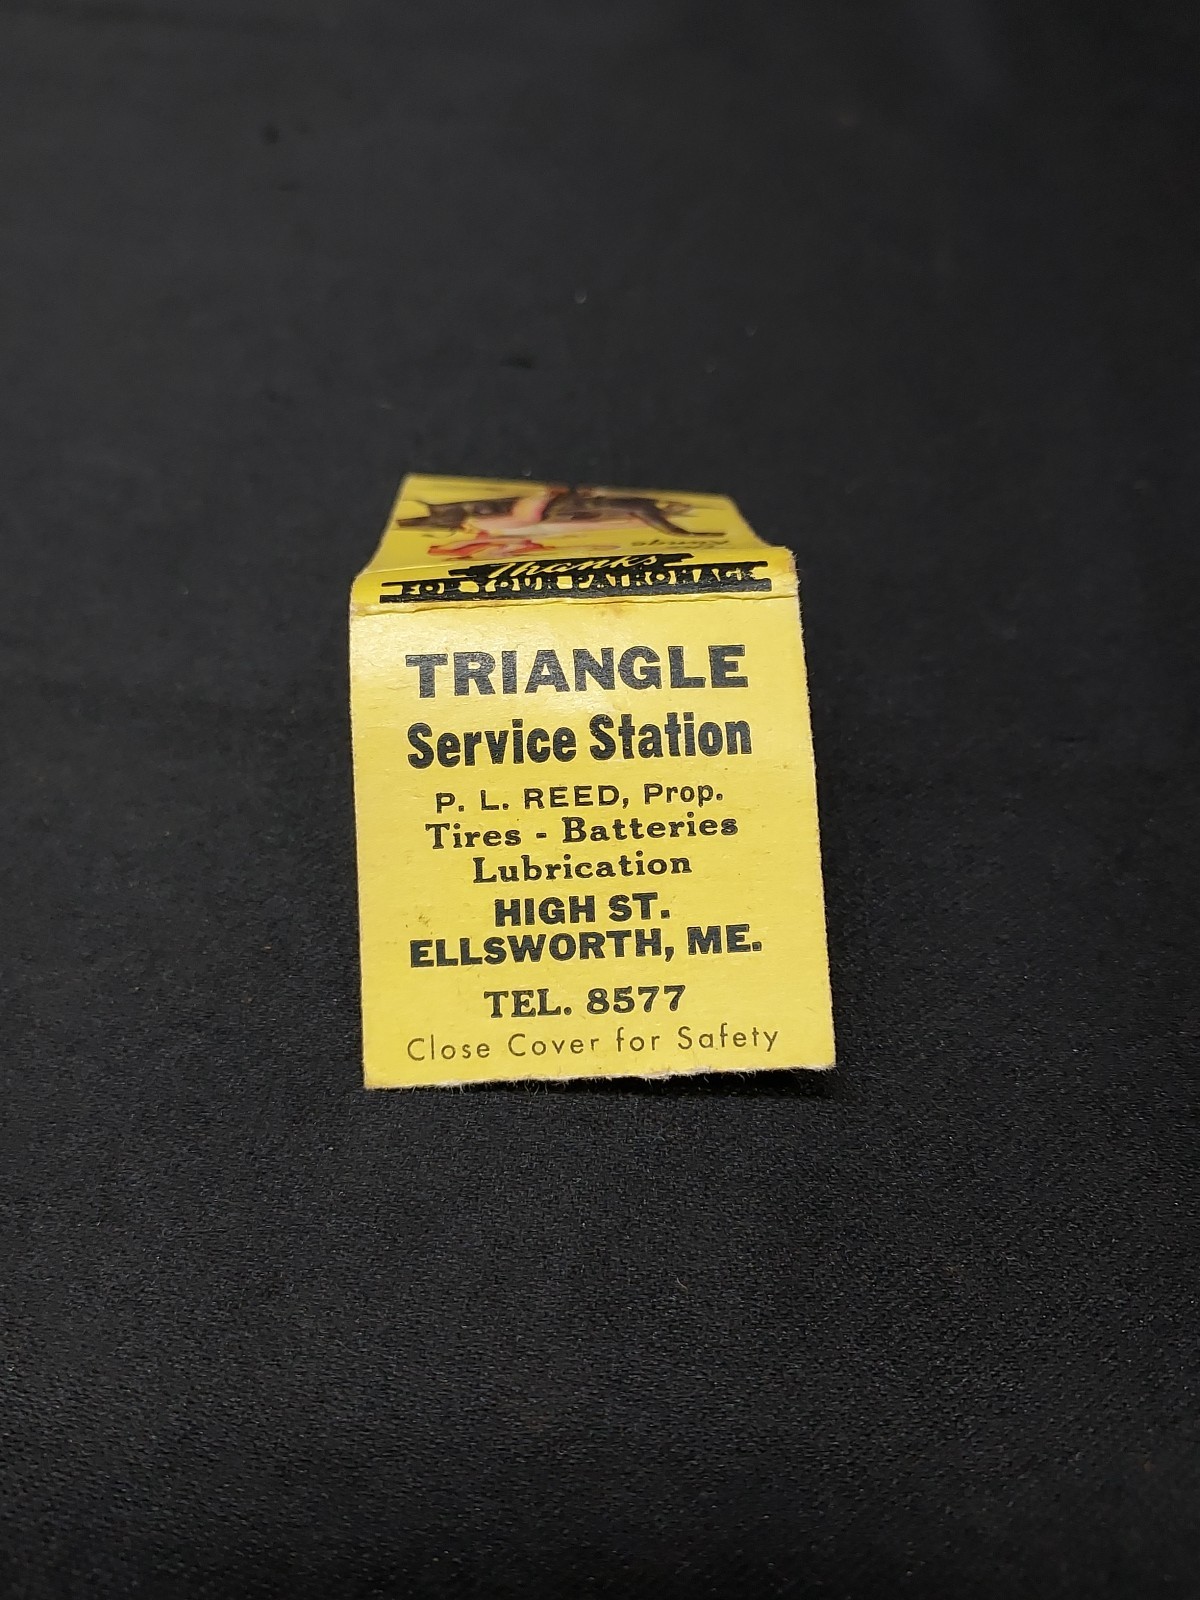 Thanks
FOR YOUR PATRONAGE
TRIANGLE
Service Station
P. L. REED, Prop.
Tires - Batteries
Lubrication
HIGH ST.
ELLSWORTH, ME.
TEL. 8577
Close Cover for Safety